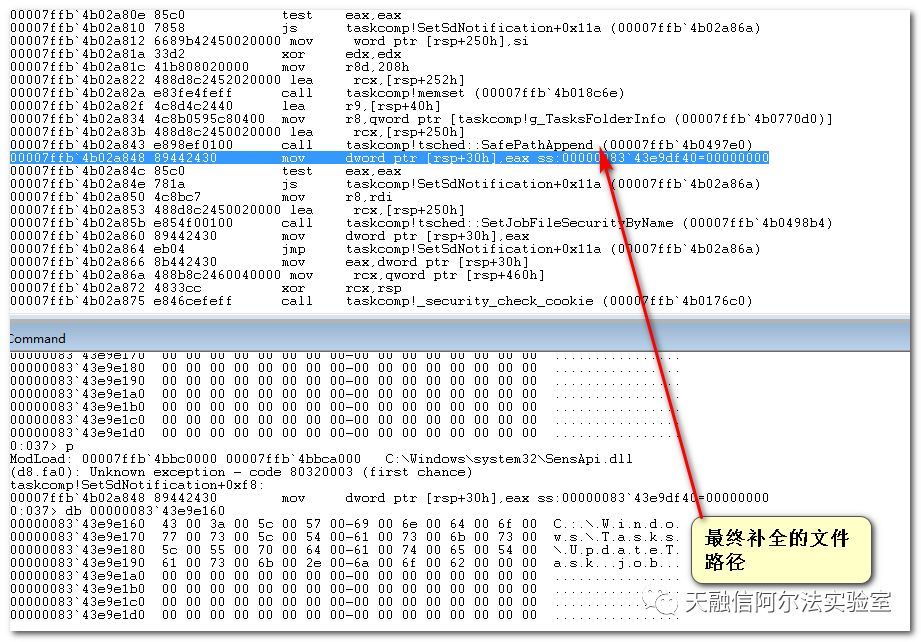 00007ffb`4b02a80e 85c0            test    eax,eax
00007ffb`4b02a810 7858            js      taskcomp!SetSdNotification+0x11a (00007ffb`4b02a86a)
00007ffb`4b02a812 6689b42450020000 mov     word ptr [rsp+250h],si
00007ffb`4b02a81a 33d2            xor     edx,edx
00007ffb`4b02a81c 41b808020000    mov     r8d,208h
00007ffb`4b02a822 488d8c2452020000 lea     rcx,[rsp+252h]
00007ffb`4b02a82a e83fe4feff      call    taskcomp!memset (00007ffb`4b018c6e)
00007ffb`4b02a82f 4c8d4c2440      lea     r9,[rsp+40h]
00007ffb`4b02a834 4c8b0595c80400  mov     r8,qword ptr [taskcomp!g_TasksFolderInfo (00007ffb`4b0770d0)]
00007ffb`4b02a83b 488d8c2450020000 lea     rcx,[rsp+250h]
00007ffb`4b02a843 e898ef0100      call    taskcomp!tsched::SafePathAppend (00007ffb`4b0497e0)
00007ffb`4b02a848 89442430        mov     dword ptr [rsp+30h],eax ss:00000083`43e9df40=00000000
00007ffb`4b02a84c 85c0            test    eax,eax
00007ffb`4b02a84e 781a            js      taskcomp!SetSdNotification+0x11a (00007ffb`4b02a86a)
00007ffb`4b02a850 4c8bc7          mov     r8,rdi
00007ffb`4b02a853 488d8c2450020000 lea     rcx,[rsp+250h]
00007ffb`4b02a85b e854f00100      call    taskcomp!tsched::SetJobFileSecurityByName (00007ffb`4b0498b4)
00007ffb`4b02a860 89442430        mov     dword ptr [rsp+30h],eax
00007ffb`4b02a864 eb04            jmp     taskcomp!SetSdNotification+0x11a (00007ffb`4b02a86a)
00007ffb`4b02a866 8b442430        mov     eax,dword ptr [rsp+30h]
00007ffb`4b02a86a 488b8c2460040000 mov     rcx,qword ptr [rsp+460h]
00007ffb`4b02a872 4833cc          xor     rcx,rsp
00007ffb`4b02a875 e846cefeff      call    taskcomp!_security_check_cookie (00007ffb`4b0176c0)
Command
00000083`43e9e170  00 00 00 00 00 00 00 00-00 00 00 00 00 00 00 00  ................
00000083`43e9e180  00 00 00 00 00 00 00 00-00 00 00 00 00 00 00 00  ................
00000083`43e9e190  00 00 00 00 00 00 00 00-00 00 00 00 00 00 00 00  ................
00000083`43e9e1a0  00 00 00 00 00 00 00 00-00 00 00 00 00 00 00 00  ................
00000083`43e9e1b0  00 00 00 00 00 00 00 00-00 00 00 00 00 00 00 00  ................
00000083`43e9e1c0  00 00 00 00 00 00 00 00-00 00 00 00 00 00 00 00  ................
00000083`43e9e1d0  00 00 00 00 00 00 00 00-00 00 00 00 00 00 00 00  ................
0:037> p
ModLoad: 00007ffb`4bbc0000 00007ffb`4bbca000   C:\Windows\system32\SensApi.dll
(d8.fa0): Unknown exception - code 80320003 (first chance)
taskcomp!SetSdNotification+0xf8:
00007ffb`4b02a848 89442430        mov     dword ptr [rsp+30h],eax ss:00000083`43e9df40=00000000
0:037> db 00000083`43e9e160
00000083`43e9e160  43 00 3a 00 5c 00 57 00-69 00 6e 00 64 00 6f 00  C.:.\.W.i.n.d.o.
00000083`43e9e170  77 00 73 00 5c 00 54 00-61 00 73 00 6b 00 73 00  w.s.\.T.a.s.k.s.
00000083`43e9e180  5c 00 55 00 70 00 64 00-61 00 74 00 65 00 54 00  \.U.p.d.a.t.e.T.
00000083`43e9e190  61 00 73 00 6b 00 2e 00-6a 00 6f 00 62 00 00 00  a.s.k...j.o.b...
00000083`43e9e1a0  00 00 00 00 00 00 00 00-00 00 00 00 00 00 00 00  ................
00000083`43e9e1b0  00 00 00 00 00 00 00 00-00 00 00 00 00 00 00 00  ................
00000083`43e9e1c0  00 00 00 00 00 00 00 00-00 00 00 00 00 00 00 00  ................
00000083`43e9e1d0  00 00 00 00 00 00 00 00-00 00 00 00 00 00 00 00  ................
最终补全的文件
路径
天融信阿尔法实验室